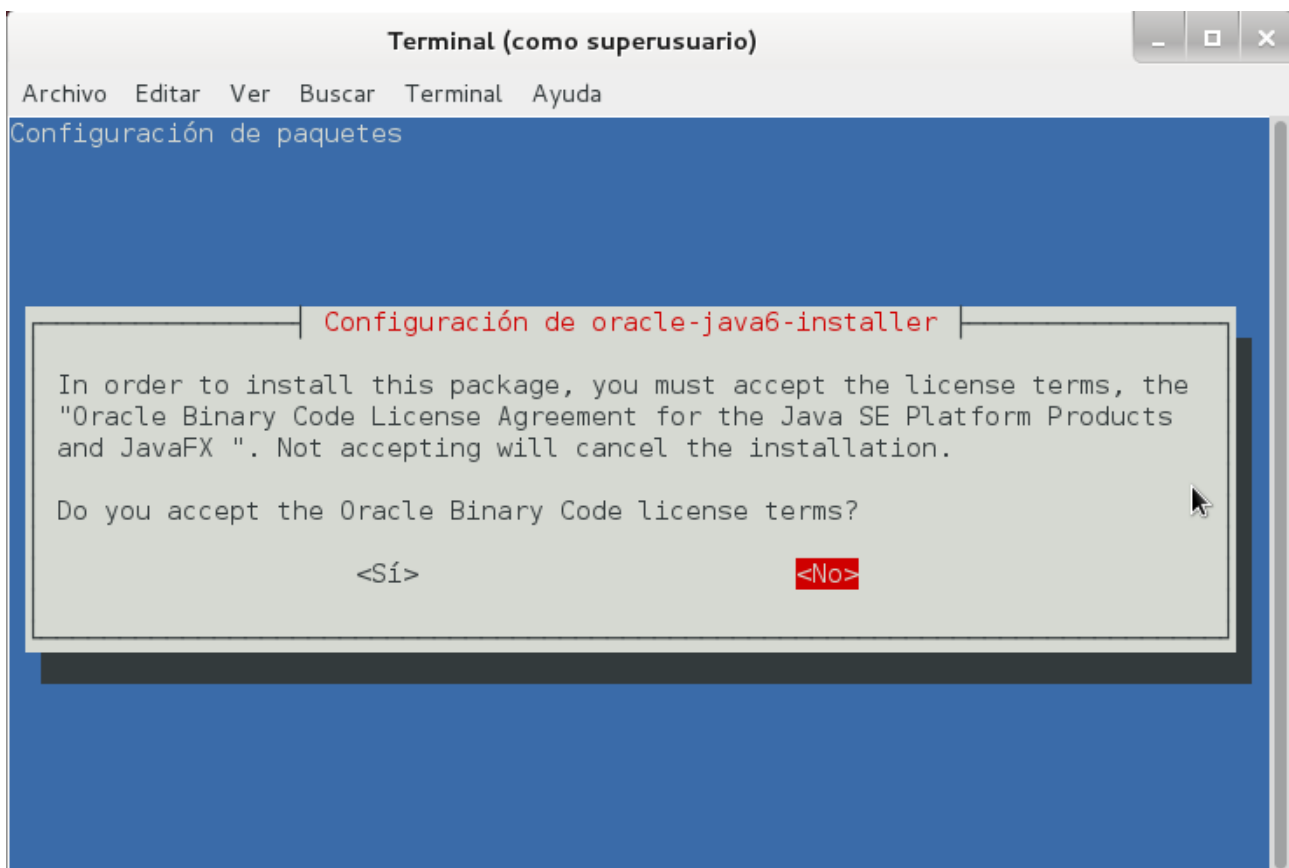 Terminal (como superusuario)
Archivo Editar Ver Buscar Terminal Ayuda
Configuración de paquetes
Configuración de oracle-java6-installer
In order to install this package, you must accept the license terms, the
"Oracle Binary Code License Agreement for the Java SE Platform Products
and JavaFX ". Not accepting will cancel the installation.
Do you accept the Oracle Binary Code license terms?
<Sí> <No>